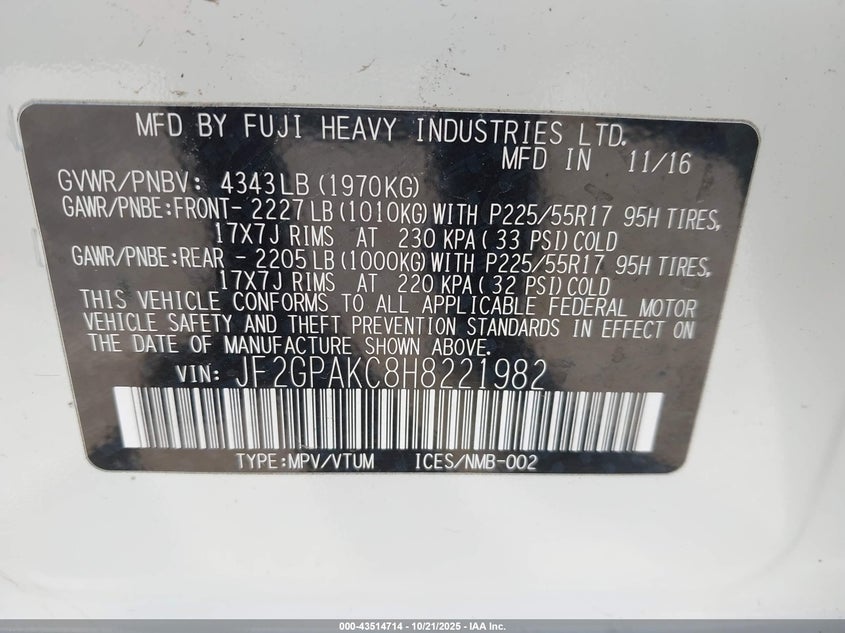 MFD BY FUJI HEAVY INDUSTRIES LTD.
MFD IN 11/16
GVWR/PNBV: 4343LB (1970KG)
GAWR/PNBE:FRONT- 2227LB (1010KG) WITH P225/55R17 95H TIRES,
17X7J RIMS AT 230 KPA ( 33 PSI) COLD
GAWR/PNBE:REAR - 2205LB (1000KG) WITH P225/55R17 95H TIRES,
17X7J RIMS AT 220 KPA ( 32 PSI) COLD
THIS VEHICLE CONFORMS TO ALL APPLICABLE FEDERAL MOTOR
VEHICLE SAFETY AND THEFT PREVENTION STANDARDS IN EFFECT ON
THE DATE OF MANUFACTURE SHOWN ABOVE.
VIN: JF2GPAKC8H8221982
TYPE:MPV/VTUM ICES/NMB-002
000-43514714 - 10/21/2025 - IAA Inc.